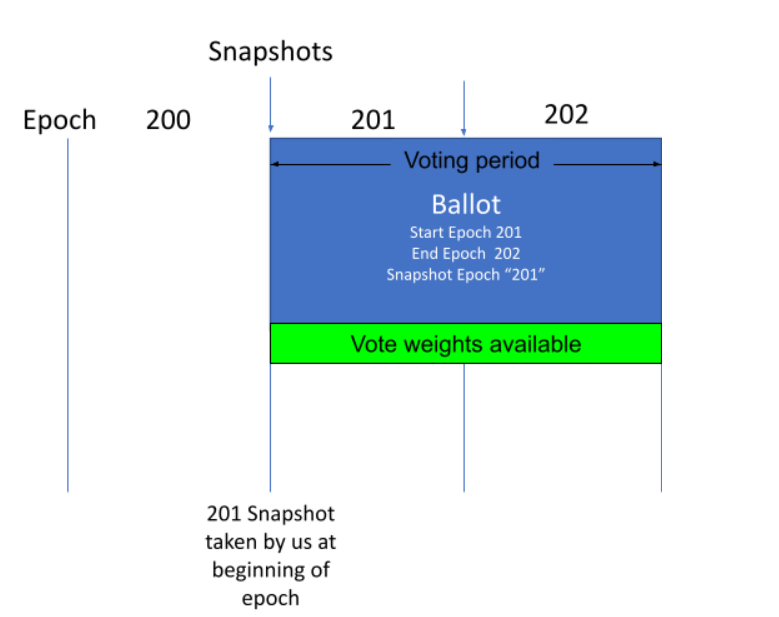 Snapshots
Epoch 200 201 202
Voting period
Ballot
Start Epoch 201
End Epoch 202
Snapshot Epoch “201”
Vote weights available
201 Snapshot
taken by us at
beginning of
epoch